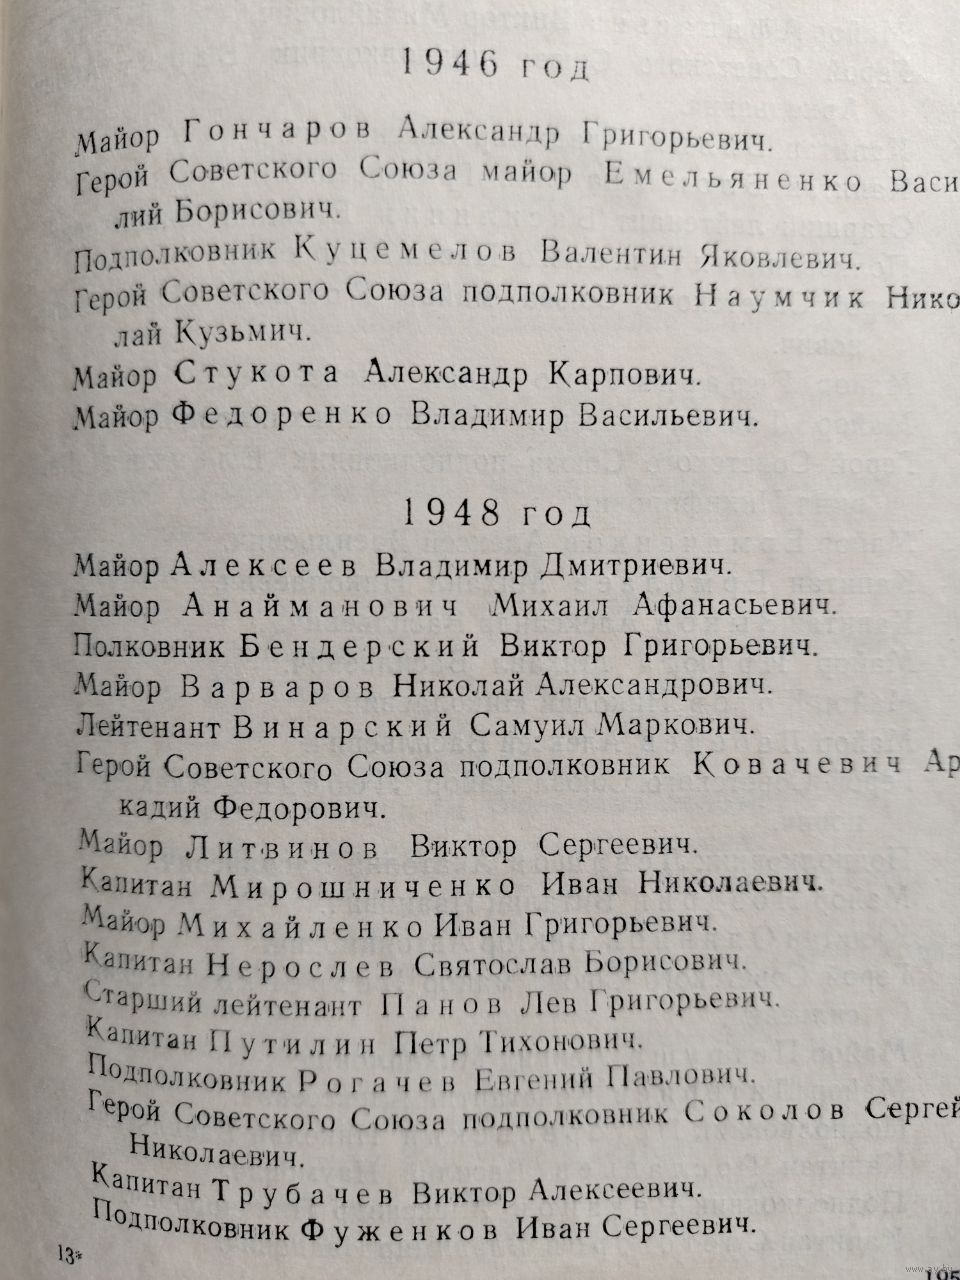 1946 год
Майор Гончаров Александр Григорьевич.
Герой Советского Союза майор Емельяненко Васи
лий Борисович.
Подполковник Куцемелов Валентин Яковлевич.
Герой Советского Союза подполковник Наумчик Нико
лай Кузьмич.
Майор Стукота Александр Карпович.
Майор Федоренко Владимир Васильевич.
1948 год
Майор Алексеев Владимир Дмитриевич.
Майор Анайманович Михаил Афанасьевич.
Полковник Бендерский Виктор Григорьевич.
Майор Варваров Николай Александрович.
Лейтенант Винарский Самуил Маркович.
Герой Советского Союза подполковник Ковачевич Ар
кадий Федорович.
Майор Литвинов Виктор Сергеевич.
Капитан Мирошниченко Иван Николаевич.
Майор Михайленко Иван Григорьевич.
Капитан Нерослев Святослав Борисович.
Старший лейтенант Панов Лев Григорьевич.
Капитан Путилин Петр Тихонович.
Подполковник Рогачев Евгений Павлович.
Герой Советского Союза подполковник Соколов Сергей
Николаевич.
Капитан Трубачев Виктор Алексеевич.
Подполковник Фуженков Иван Сергеевич.
13*
195
www.av.by